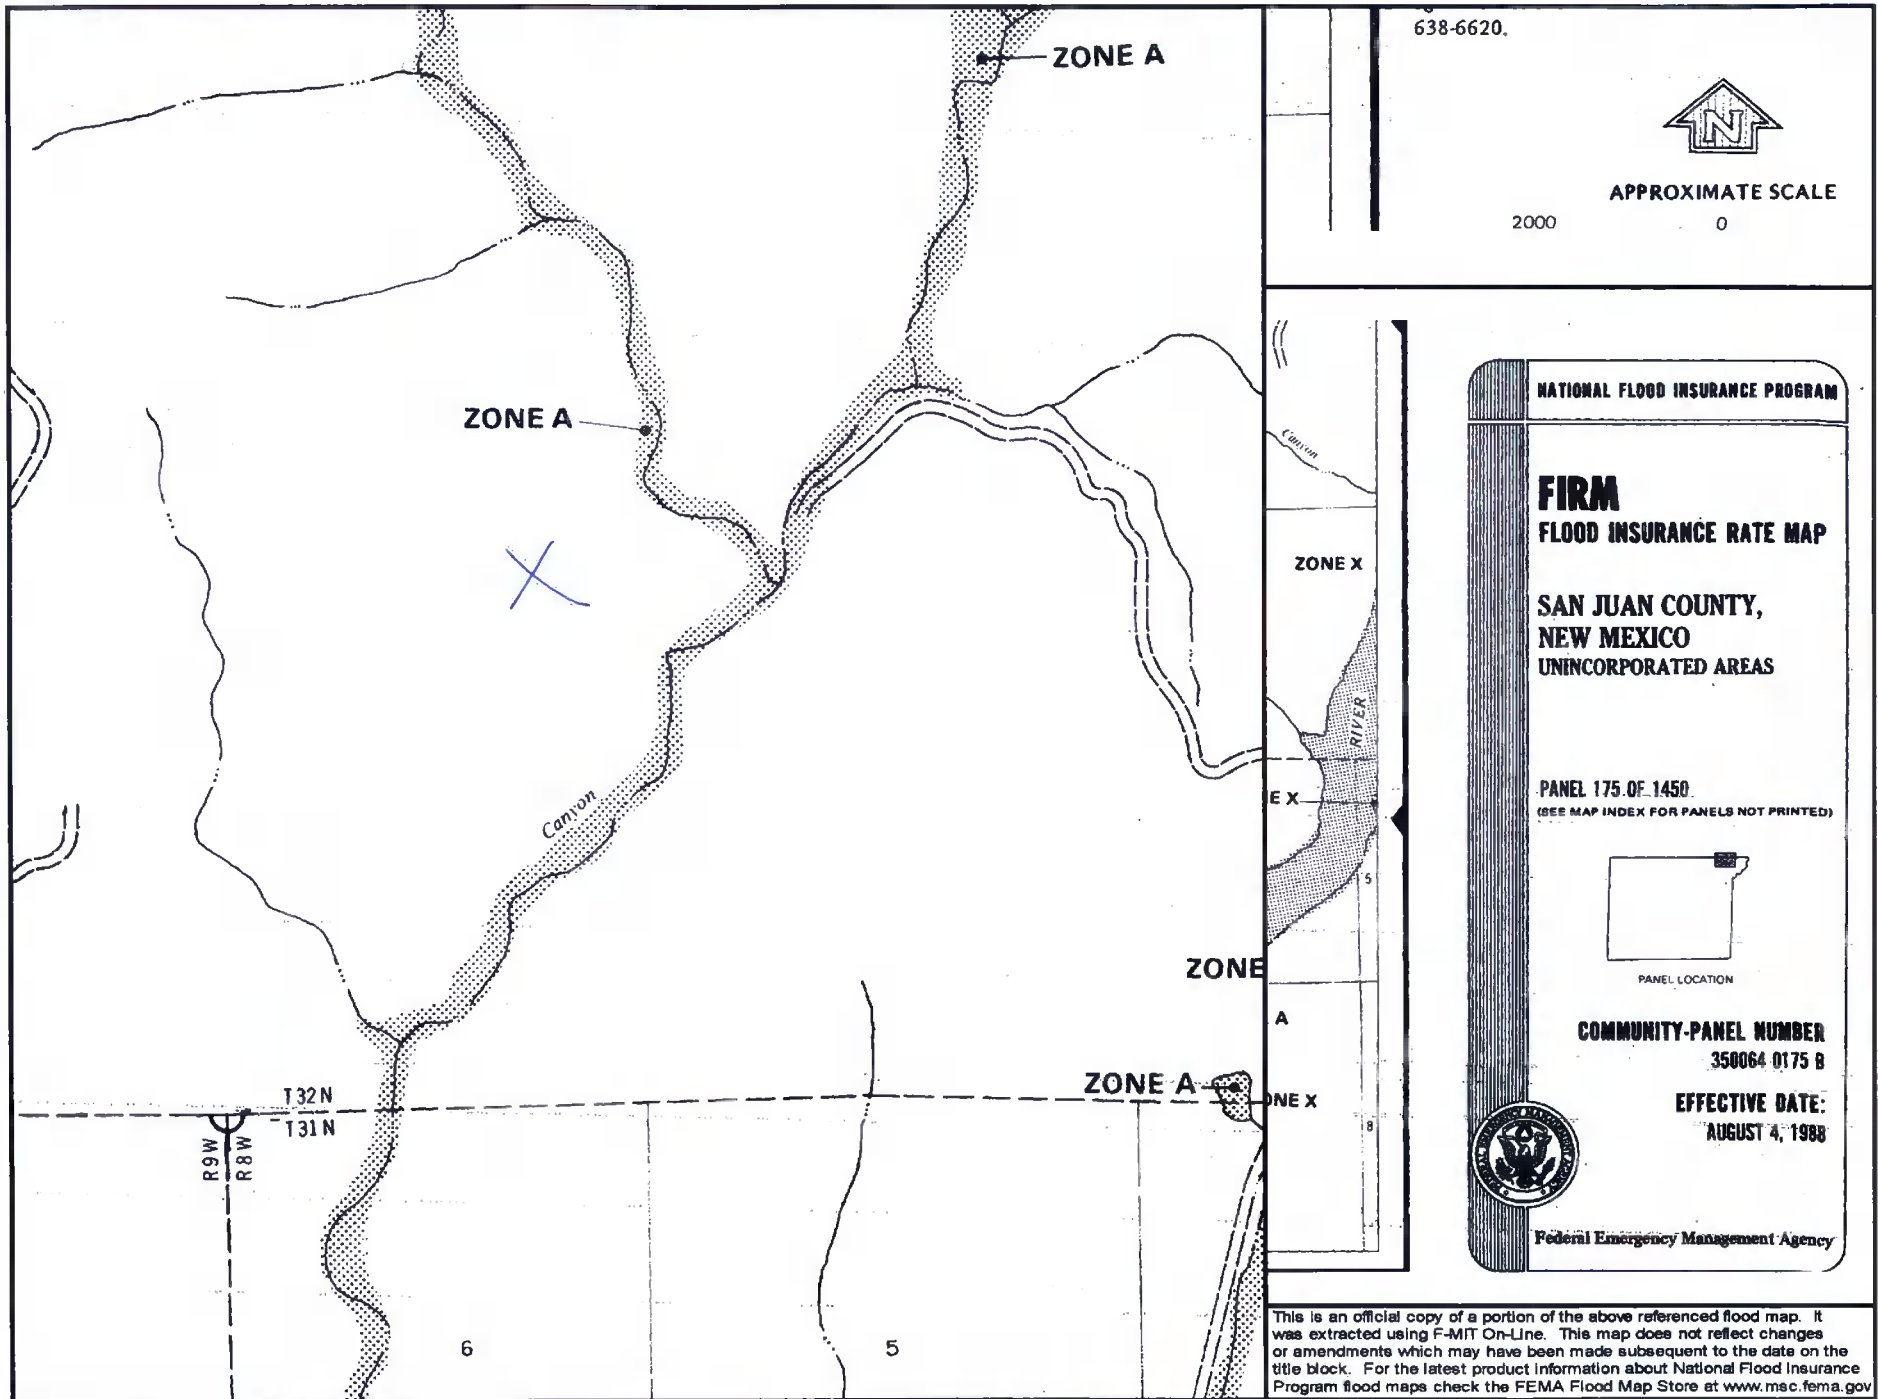 ZONE A
ZONE A
Canyon
ZONE
ZONE A
T32N
T31N
R9W
R8W
6
5
638-6620.
N
APPROXIMATE SCALE
2000 0
Canyon
ZONE X
RIVER
E X
5
A
ONE X
8
NATIONAL FLOOD INSURANCE PROGRAM
FIRM
FLOOD INSURANCE RATE MAP
SAN JUAN COUNTY,
NEW MEXICO
UNINCORPORATED AREAS
PANEL 175 OF 1450
(SEE MAP INDEX FOR PANELS NOT PRINTED)
PANEL LOCATION
COMMUNITY-PANEL NUMBER
350064 0175 B
EFFECTIVE DATE:
AUGUST 4, 1988
Federal Emergency Management Agency
This is an official copy of a portion of the above referenced flood map. It
was extracted using F-MIT On-Line. This map does not reflect changes
or amendments which may have been made subsequent to the date on the
title block. For the latest product information about National Flood Insurance
Program flood maps check the FEMA Flood Map Store at www.msc.fema.gov